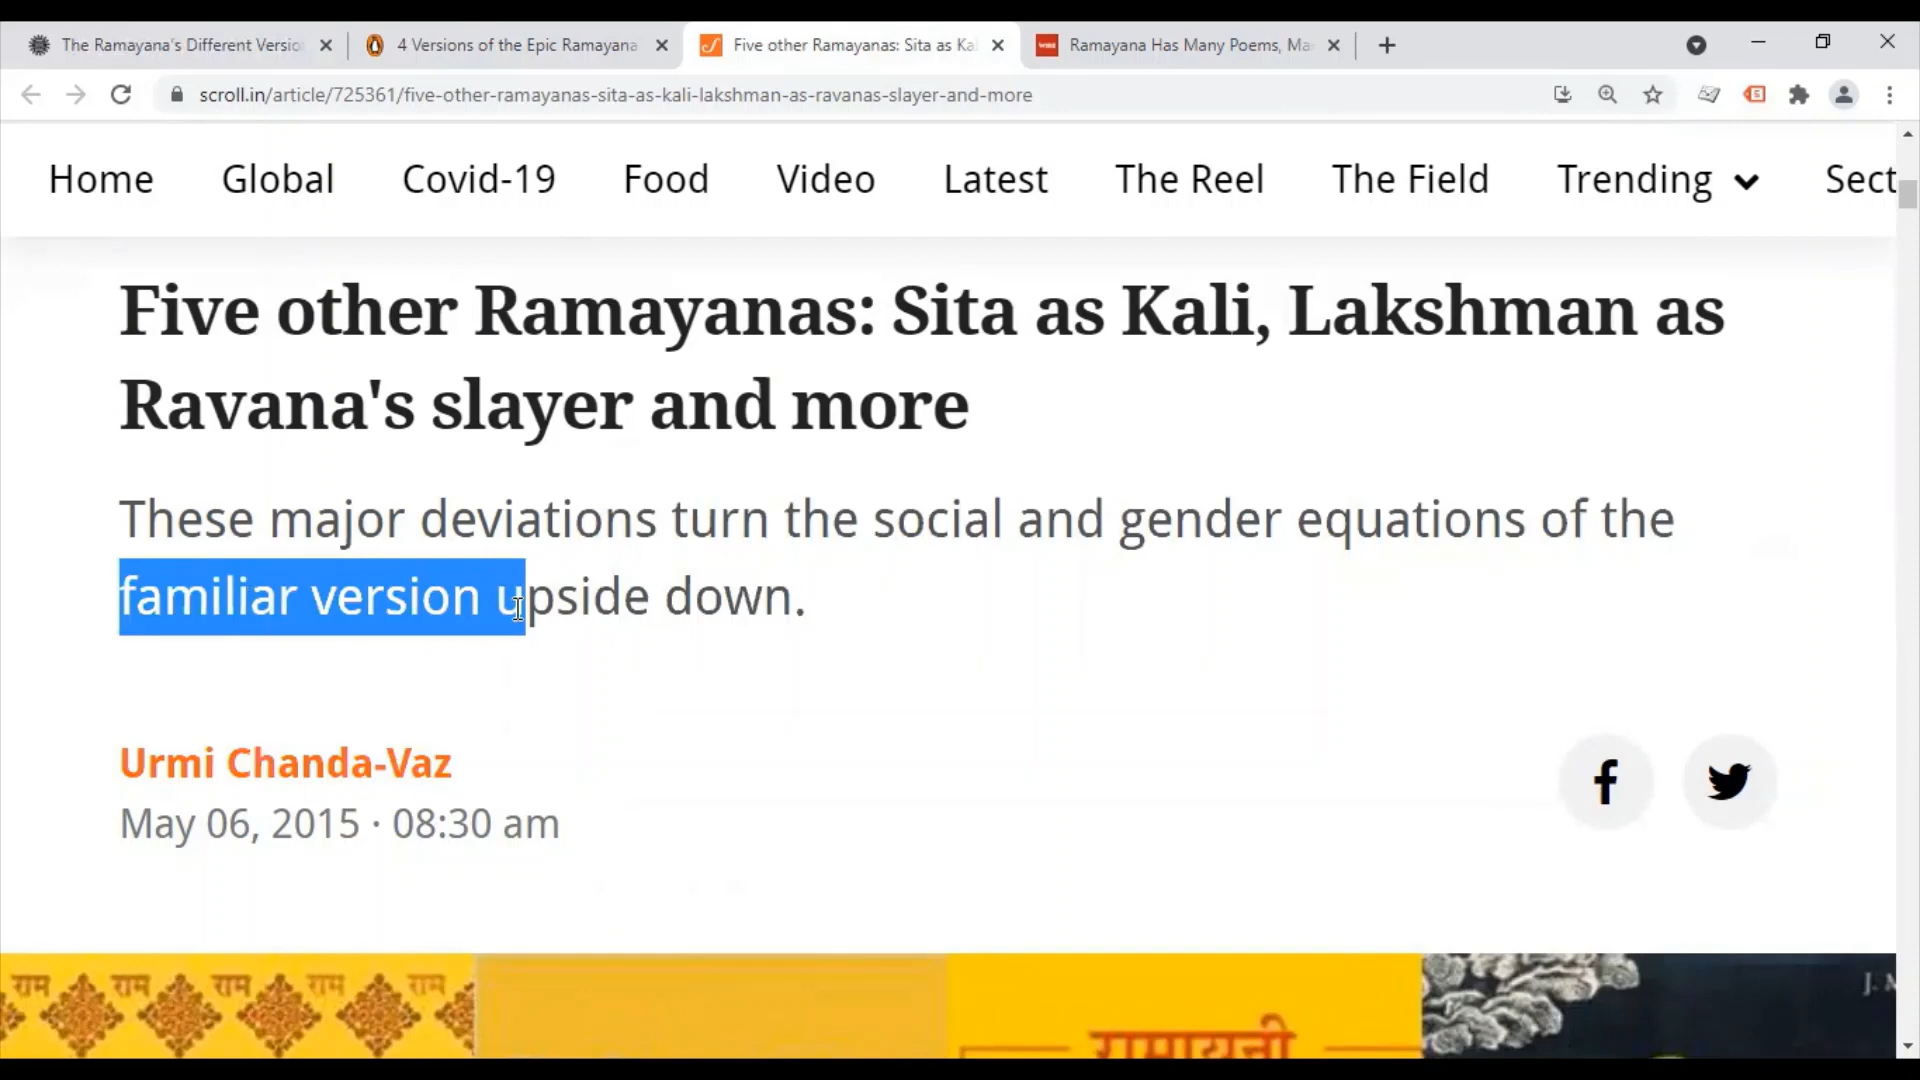 The Ramayana's Different Versio
4 Versions of the Epic Ramayana
Five other Ramayanas: Sita as Ka
Ramayana Has Many Poems, Ma
scroll.in/article/725361/five-other-ramayanas-sita-as-kali-lakshman-as-ravanas-slayer-and-more
Home Global Covid-19 Food Video Latest The Reel The Field Trending Sect
Five other Ramayanas: Sita as Kali, Lakshman as
Ravana's slayer and more
These major deviations turn the social and gender equations of the
familiar version upside down.
Urmi Chanda-Vaz
May 06, 2015 · 08:30 am
राम राम राम राम राम
J. M
रामायनी